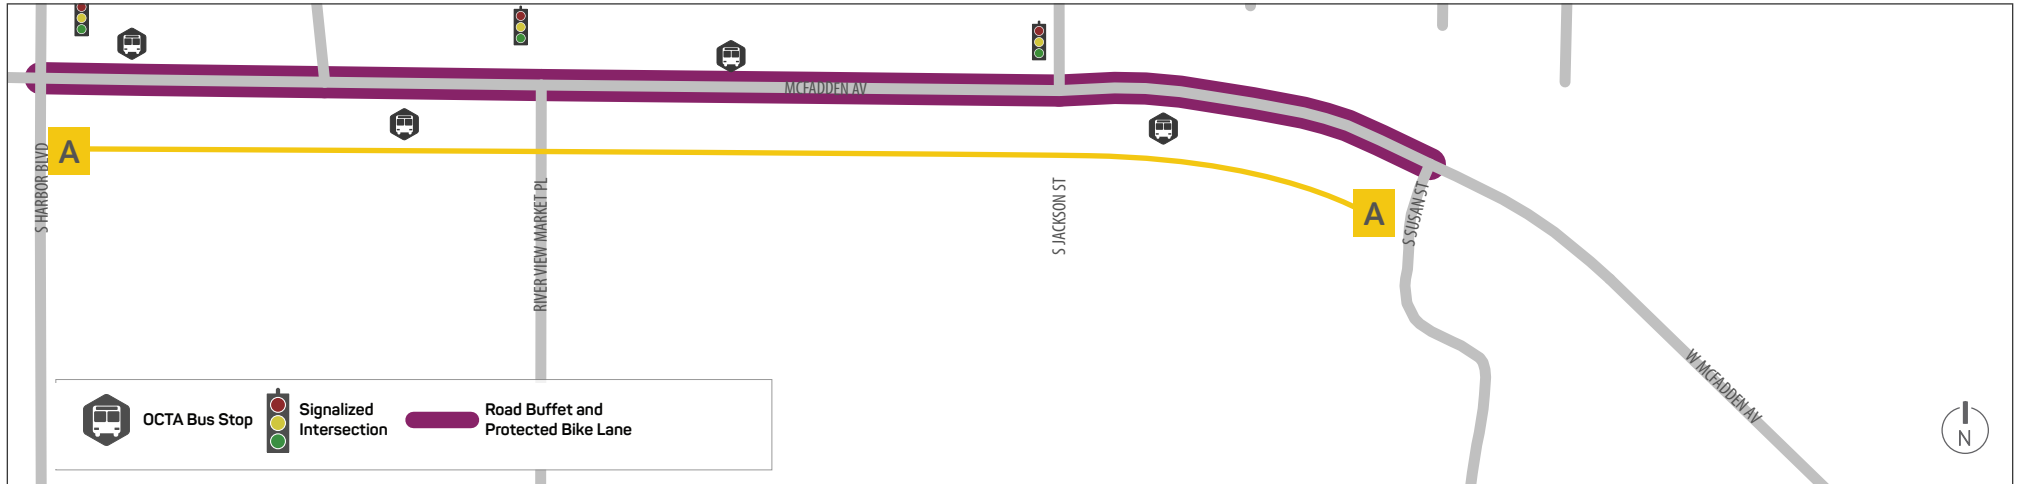 MCFADDEN AV
A
A
S HARBOR BLVD
RIVER VIEW MARKET PL
S JACKSON ST
S SUSAN ST
W MCFADDEN AV
OCTA Bus Stop
Signalized
Intersection
Road Buffet and
Protected Bike Lane
N